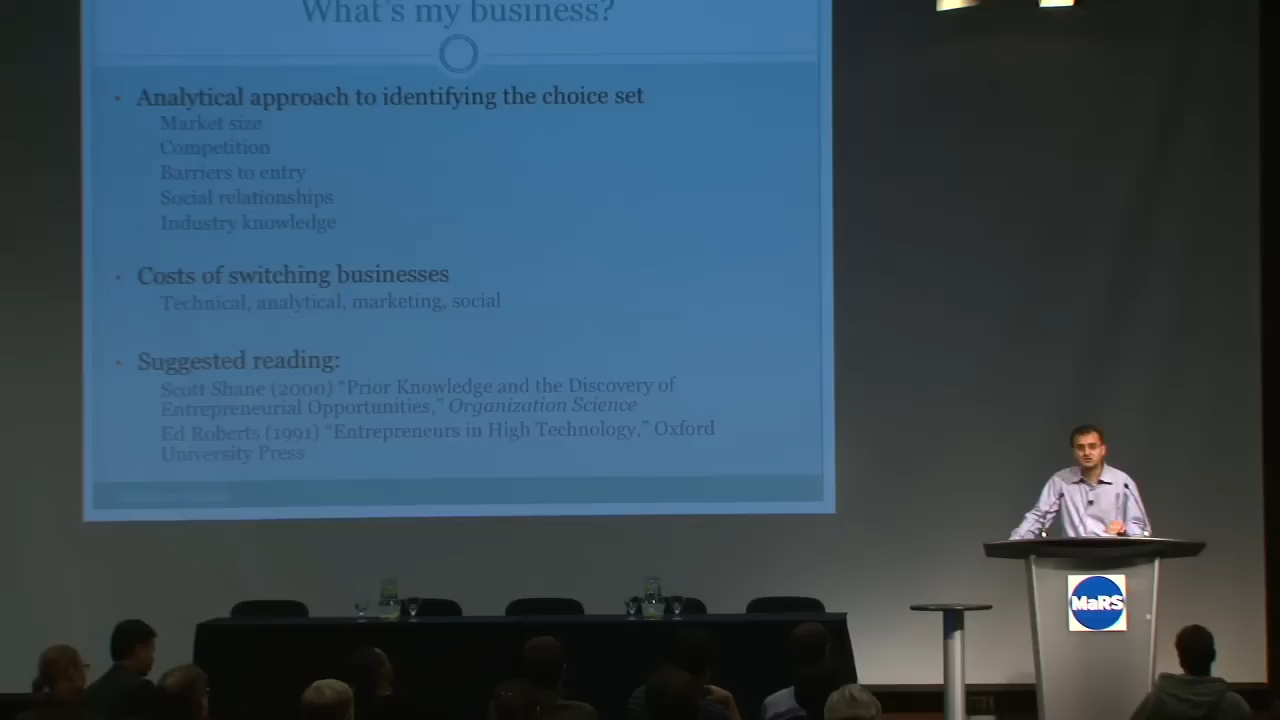 What's my business?
• Analytical approach to identifying the choice set
Market size
Competition
Barriers to entry
Social relationships
Industry knowledge
• Costs of switching businesses
Technical, analytical, marketing, social
• Suggested reading:
Scott Shane (2000) "Prior Knowledge and the Discovery of
Entrepreneurial Opportunities," Organization Science
Ed Roberts (1991) "Entrepreneurs in High Technology," Oxford
University Press
MaRS